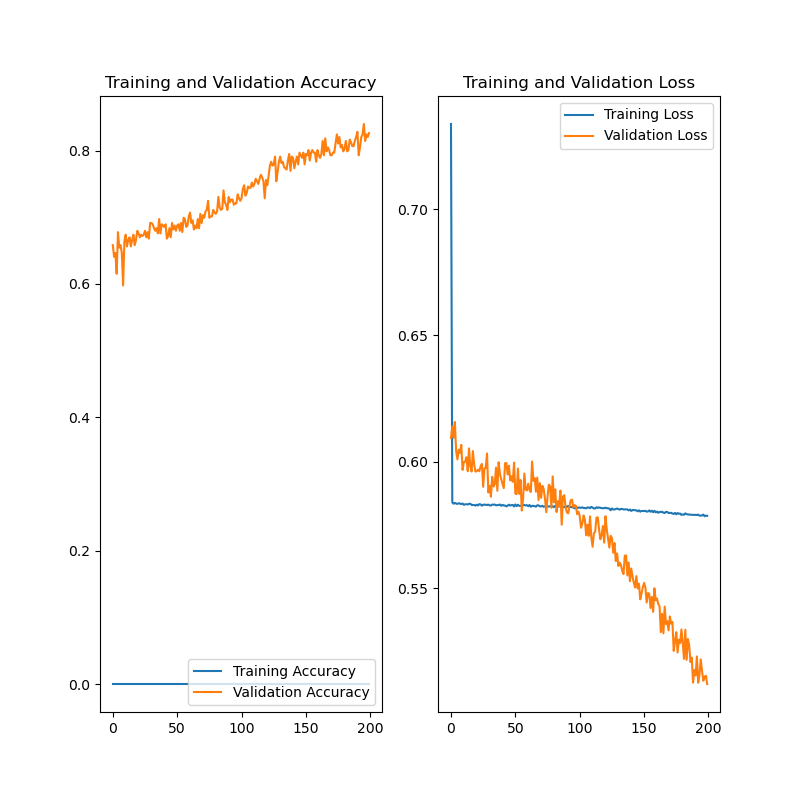 Training and Validation Accuracy
0.8
0.6
0.4
0.2
0.0
0 50 100 150 200
Training Accuracy
Validation Accuracy
Training and Validation Loss
0.70
0.65
0.60
0.55
0 50 100 150 200
Training Loss
Validation Loss